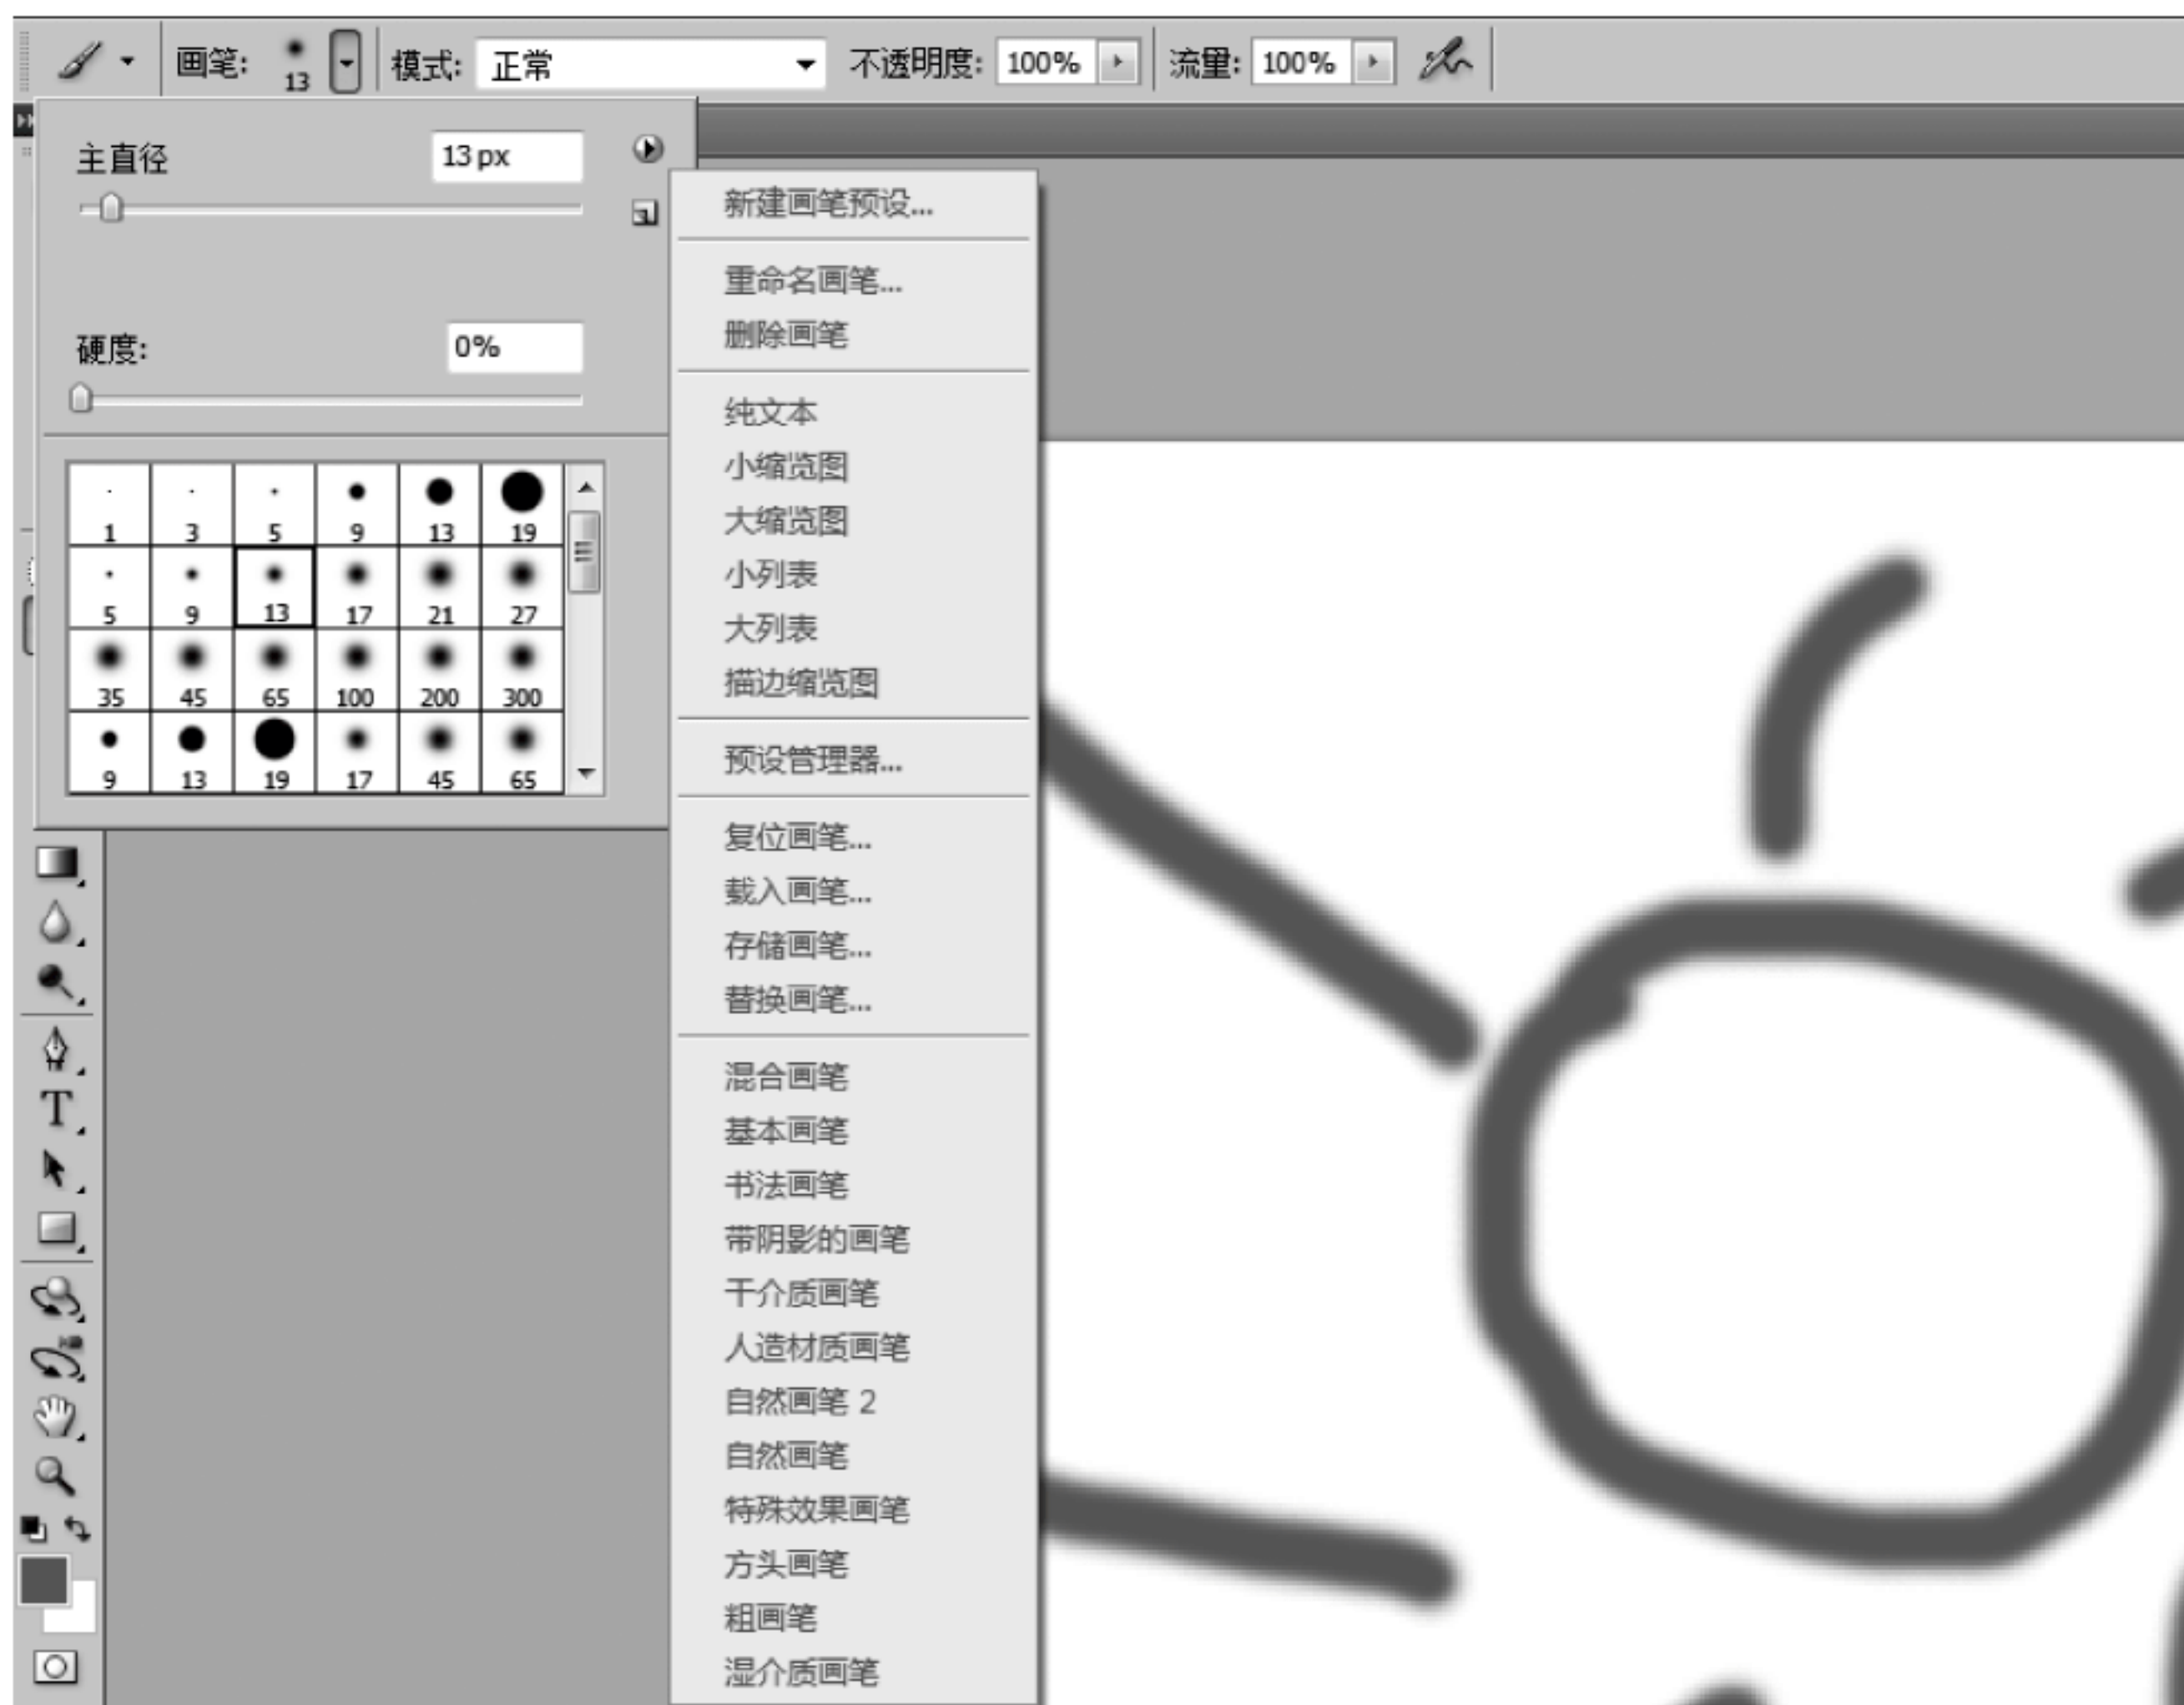 画笔: 13 模式: 正常 不透明度: 100% 流量: 100%
主直径 13 px
硬度: 0%
1 3 5 9 13 19
5 9 13 17 21 27
35 45 65 100 200 300
9 13 19 17 45 65
新建画笔预设...
重命名画笔...
删除画笔
纯文本
小缩览图
大缩览图
小列表
大列表
描边缩览图
预设管理器...
复位画笔...
载入画笔...
存储画笔...
替换画笔...
混合画笔
基本画笔
书法画笔
带阴影的画笔
干介质画笔
人造材质画笔
自然画笔 2
自然画笔
特殊效果画笔
方头画笔
粗画笔
湿介质画笔
T